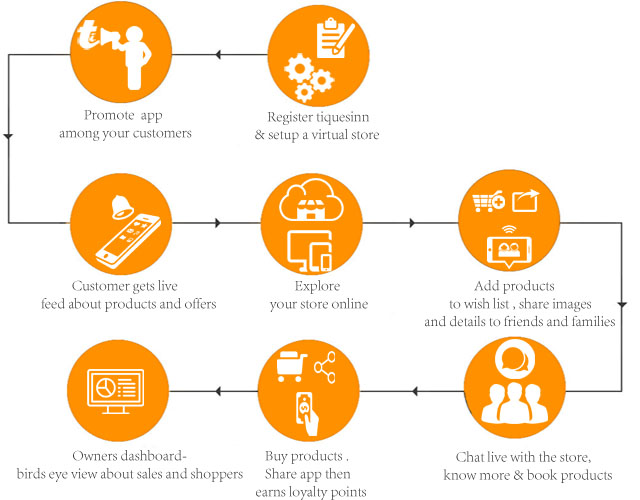 Promote app
among your customers
Register tiquesinn
& setup a virtual store
Customer gets live
feed about products and offers
Explore
your store online
Add products
to wish list , share images
and details to friends and families
Owners dashboard-
birds eye view about sales and shoppers
Buy products .
Share app then
earns loyalty points
Chat live with the store,
know more & book products